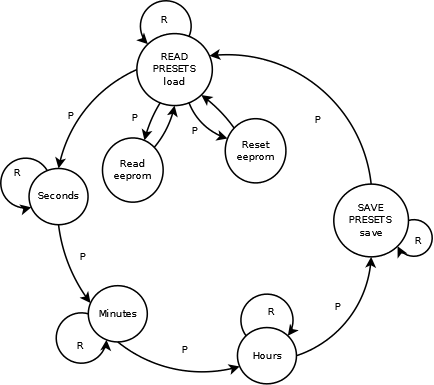 R
READ
PRESETS
load
P
P
P
P
Read
eeprom
Reset
eeprom
R
Seconds
SAVE
PRESETS
save
R
P
Minutes
R
P
R
Hours
P